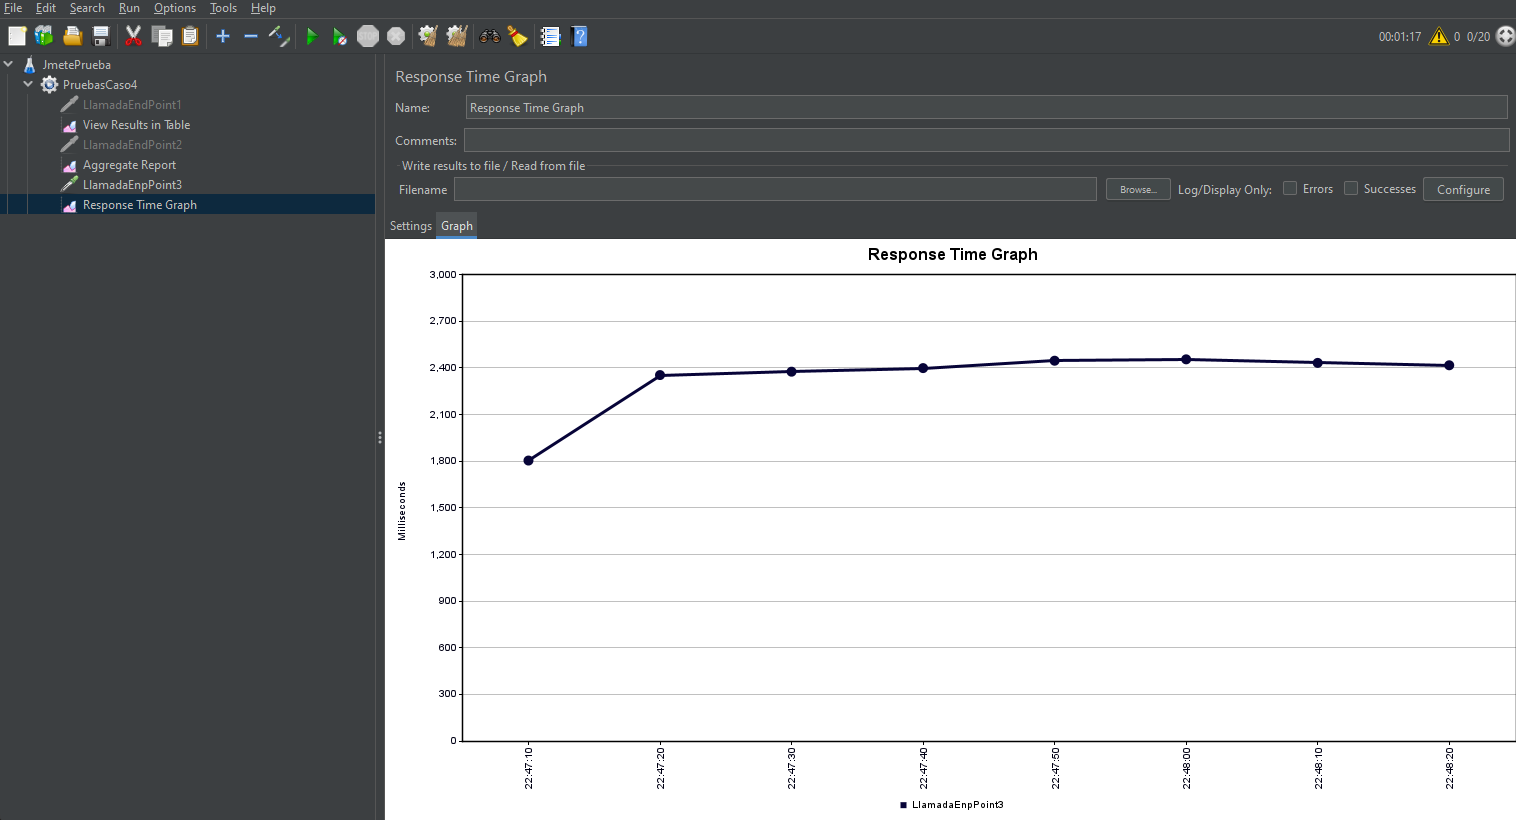 File Edit Search Run Options Tools Help
STOP
00:01:17 0 0/20
JmetePrueba
PruebasCaso4
LlamadaEndPoint1
View Results in Table
LlamadaEndPoint2
Aggregate Report
LlamadaEnpPoint3
Response Time Graph
Response Time Graph
Name: Response Time Graph
Comments:
Write results to file / Read from file
Filename Browse... Log/Display Only: Errors Successes Configure
Settings Graph
Response Time Graph
3,000
2,700
2,400
2,100
1,800
1,500
1,200
900
600
300
0
Milliseconds
22:47:10 22:47:20 22:47:30 22:47:40 22:47:50 22:48:00 22:48:10 22:48:20
LlamadaEnpPoint3